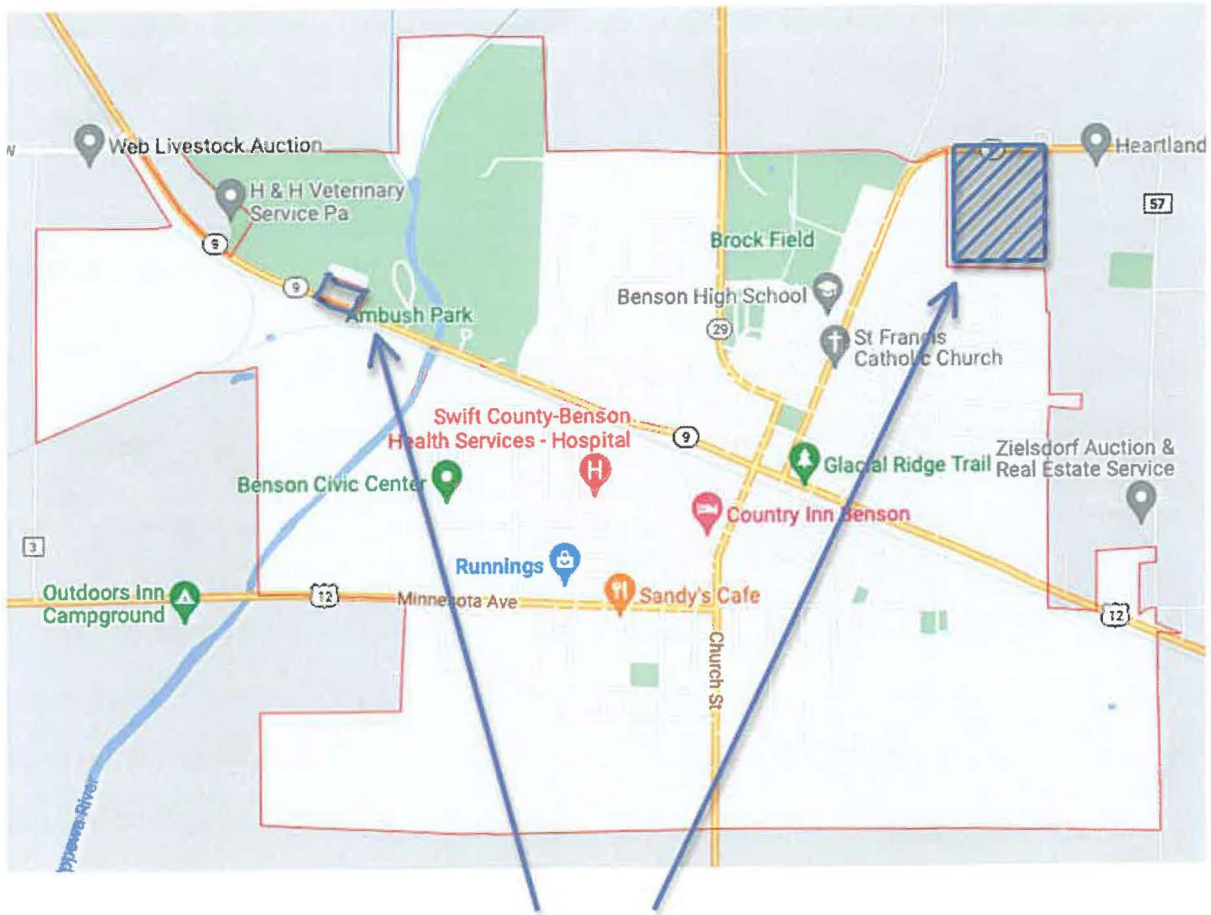 Web Livestock Auction
Heartland
H & H Veterinary
Service Pa
57
9
Brock Field
9
Benson High School
Ambush Park
29
St Francis
Catholic Church
Swift County-Benson
Health Services - Hospital
9
Zielsdorf Auction &
Real Estate Service
Glacial Ridge Trail
Benson Civic Center
Country Inn Benson
3
Runnings
Outdoors Inn
Campground
12
Minnesota Ave
Sandy's Cafe
12
Church St
River